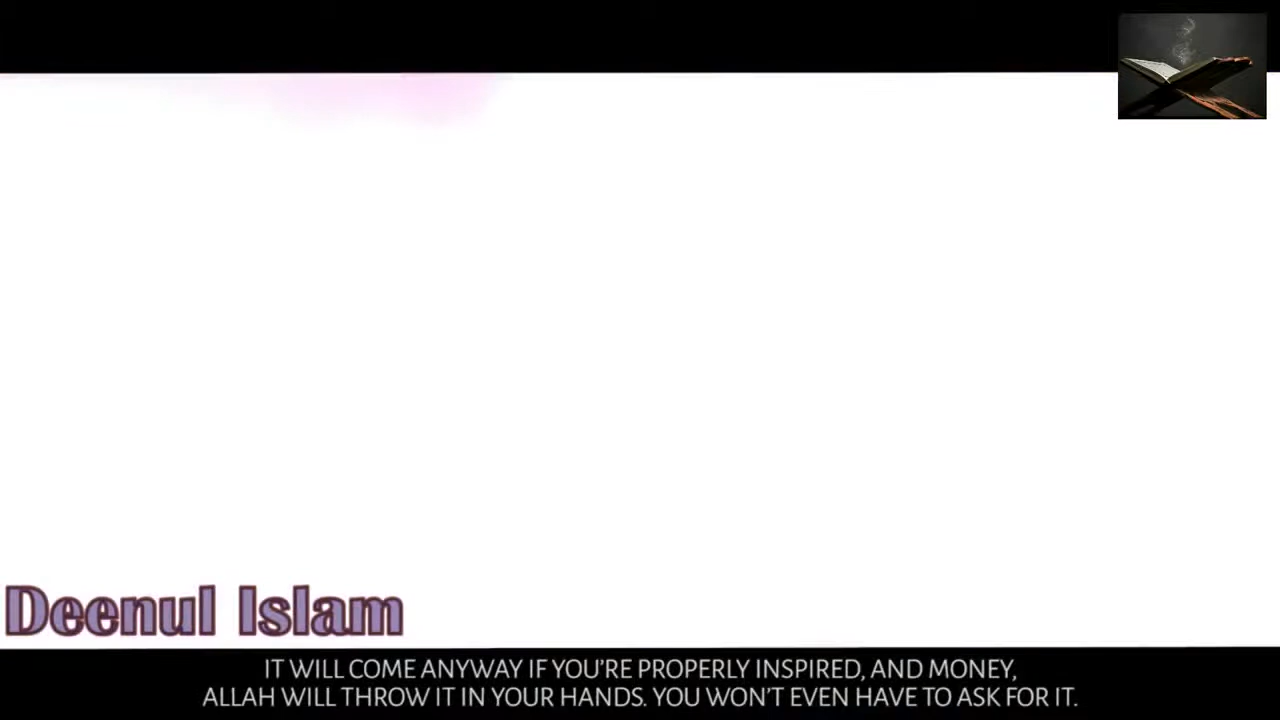 Deenul Islam
IT WILL COME ANYWAY IF YOU'RE PROPERLY INSPIRED, AND MONEY,
ALLAH WILL THROW IT IN YOUR HANDS. YOU WON'T EVEN HAVE TO ASK FOR IT.